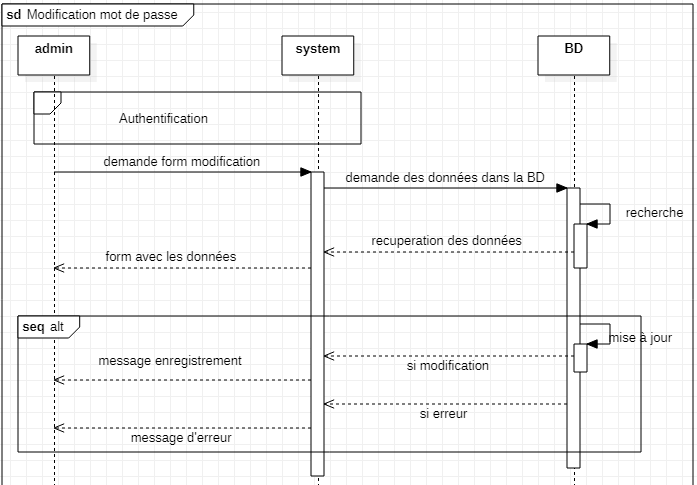 sd Modification mot de passe
admin
system
BD
Authentification
demande form modification
demande des données dans la BD
recherche
recuperation des données
form avec les données
seq alt
mise à jour
message enregistrement
si modification
si erreur
message d'erreur